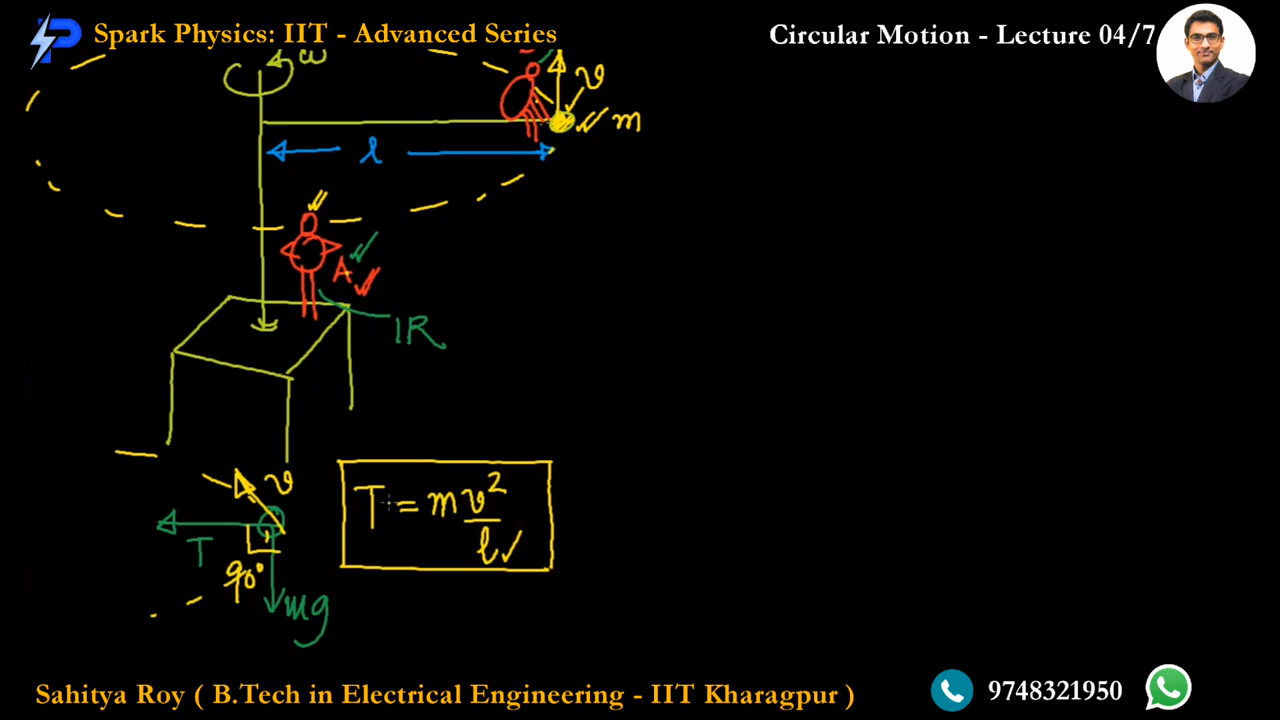 Spark Physics: IIT - Advanced Series
Circular Motion - Lecture 04/7
ω
v
m
l
A
IR
v
T
90°
mg
T = mv²/l
Sahitya Roy ( B.Tech in Electrical Engineering - IIT Kharagpur )
9748321950